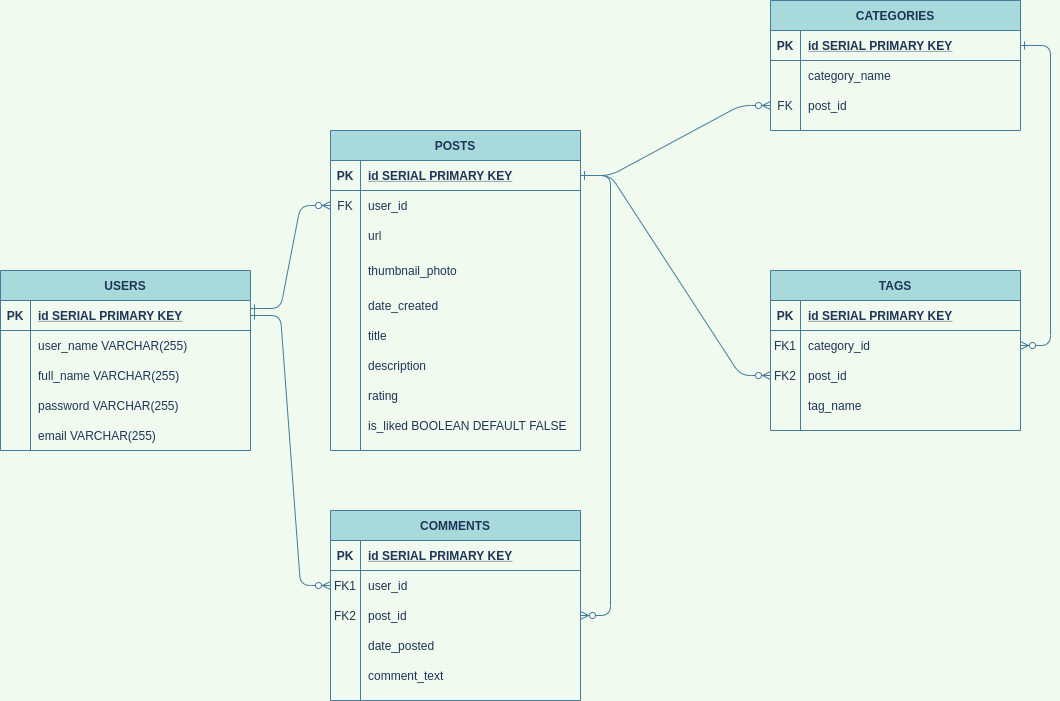 CATEGORIES
PK id SERIAL PRIMARY KEY
category_name
FK post_id
POSTS
PK id SERIAL PRIMARY KEY
FK user_id
url
thumbnail_photo
date_created
title
description
rating
is_liked BOOLEAN DEFAULT FALSE
USERS
PK id SERIAL PRIMARY KEY
user_name VARCHAR(255)
full_name VARCHAR(255)
password VARCHAR(255)
email VARCHAR(255)
TAGS
PK id SERIAL PRIMARY KEY
FK1 category_id
FK2 post_id
tag_name
COMMENTS
PK id SERIAL PRIMARY KEY
FK1 user_id
FK2 post_id
date_posted
comment_text